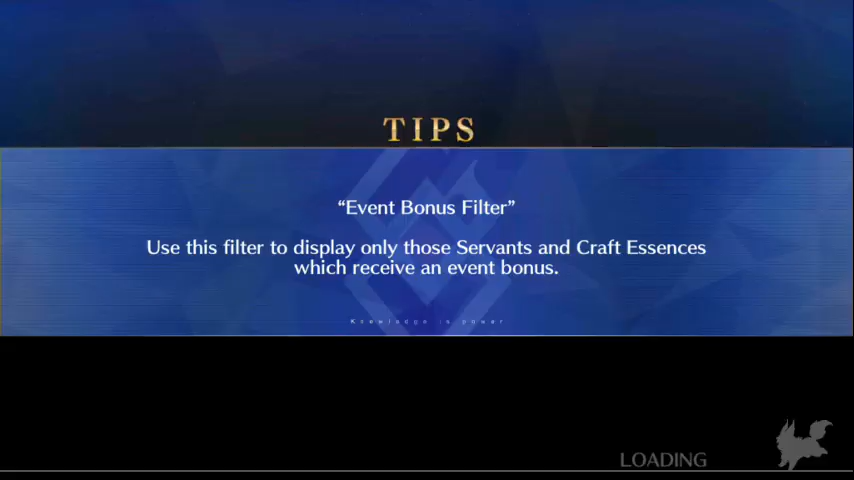 TIPS
“Event Bonus Filter”
Use this filter to display only those Servants and Craft Essences
which receive an event bonus.
Knowledge is power
LOADING